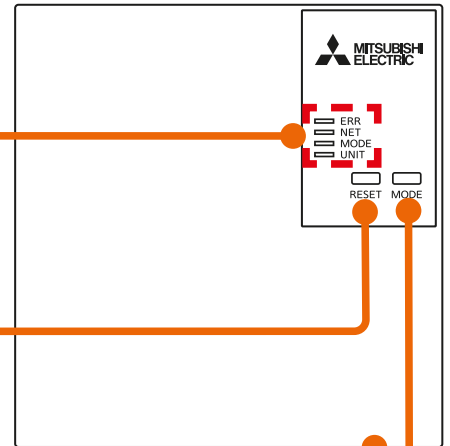 MITSUBISHI
ELECTRIC
ERR
NET
MODE
UNIT
RESET MODE